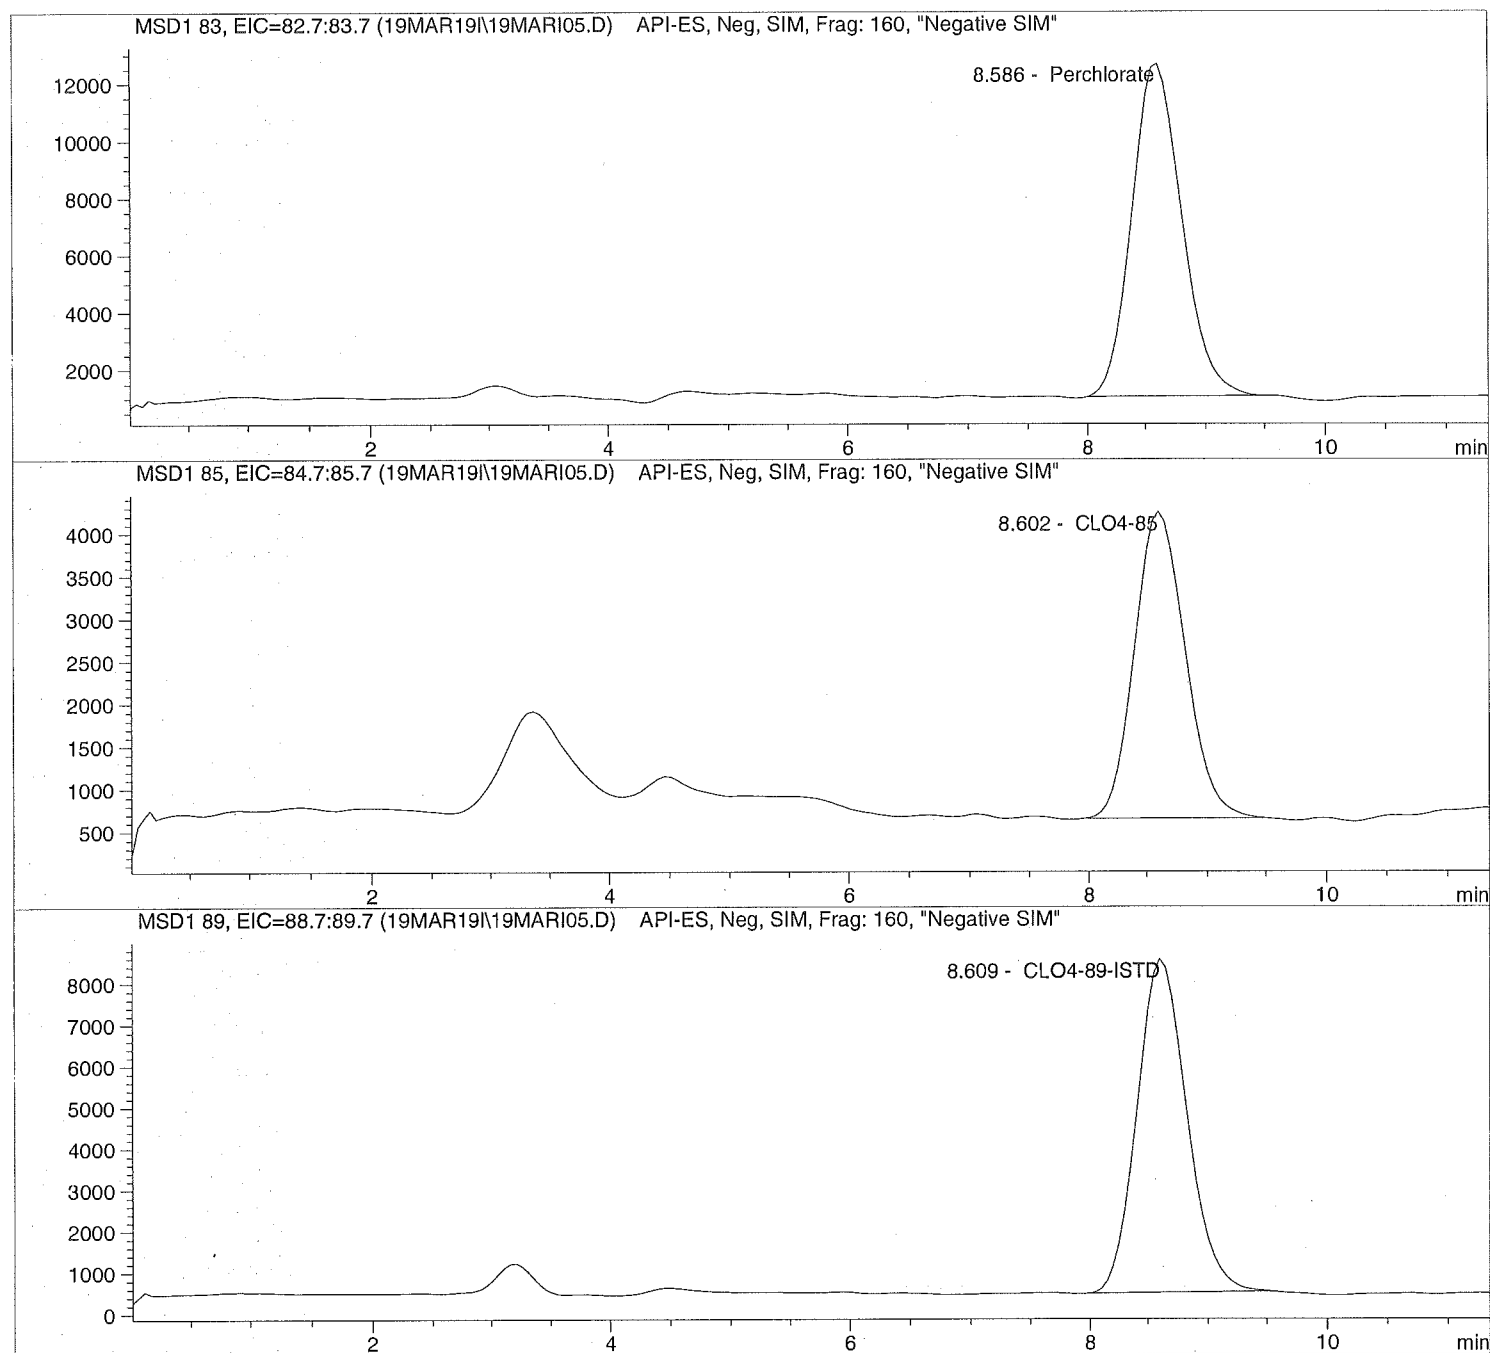 MSD1 83, EIC=82.7:83.7 (19MAR19I\19MARI05.D) API-ES, Neg, SIM, Frag: 160, "Negative SIM"
8.586 - Perchlorate
12000
10000
8000
6000
4000
2000
2 4 6 8 10 min
MSD1 85, EIC=84.7:85.7 (19MAR19I\19MARI05.D) API-ES, Neg, SIM, Frag: 160, "Negative SIM"
8.602 - CLO4-85
4000
3500
3000
2500
2000
1500
1000
500
2 4 6 8 10 min
MSD1 89, EIC=88.7:89.7 (19MAR19I\19MARI05.D) API-ES, Neg, SIM, Frag: 160, "Negative SIM"
8.609 - CLO4-89-ISTD
8000
7000
6000
5000
4000
3000
2000
1000
0
2 4 6 8 10 min